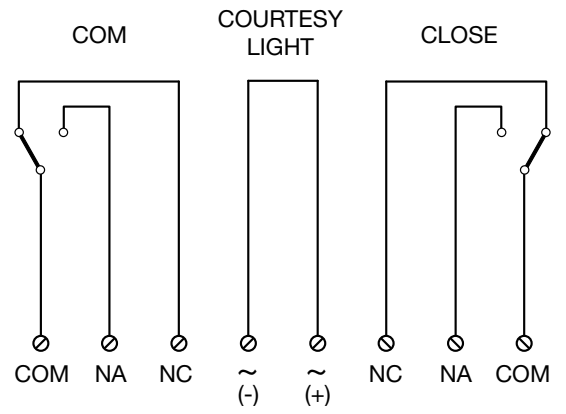 COM
COURTESY
LIGHT
CLOSE
COM NA NC ~ ~ NC NA COM
(-) (+)